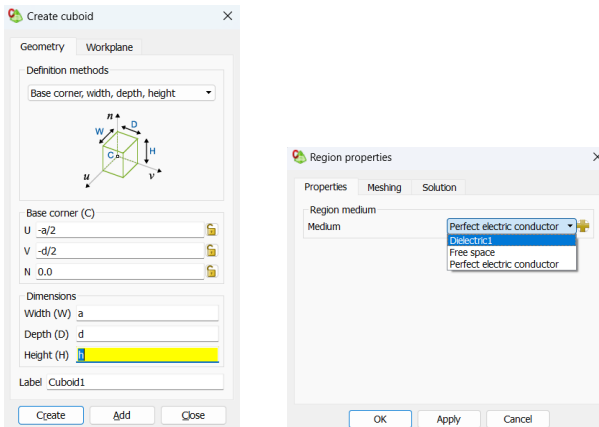 Create cuboid
Geometry Workplane
Definition methods
Base corner, width, depth, height
n
W D
C H
u v
Base corner (C)
U -a/2
V -d/2
N 0.0
Dimensions
Width (W) a
Depth (D) d
Height (H) h
Label Cuboid1
Create Add Close
Region properties
Properties Meshing Solution
Region medium
Medium Perfect electric conductor
Dielectric1
Free space
Perfect electric conductor
OK Apply Cancel